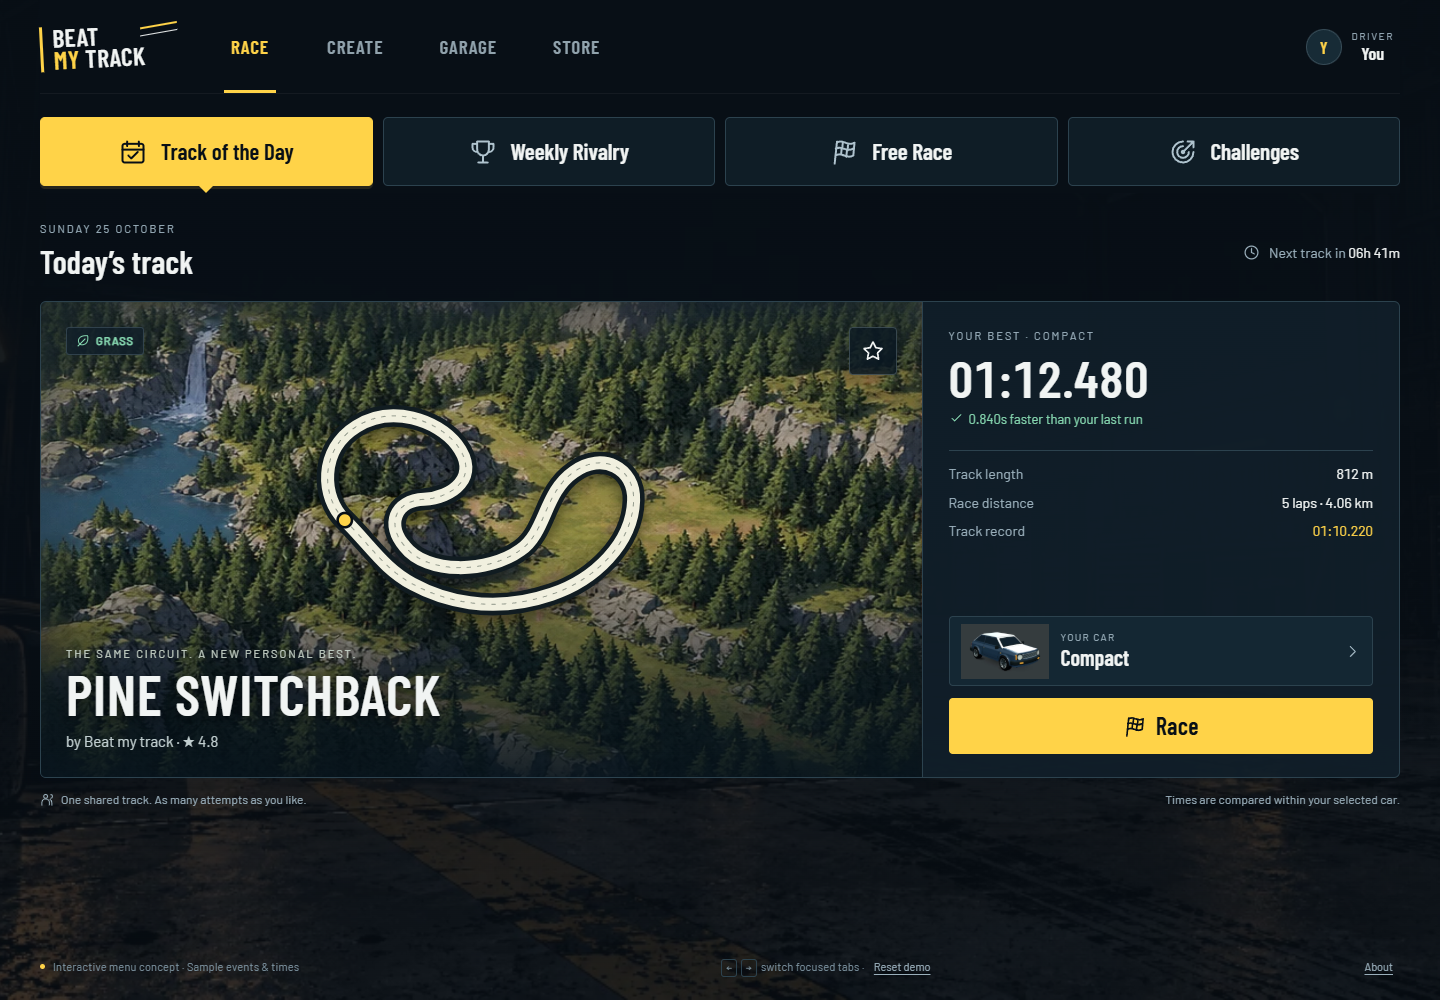 BEAT
MY TRACK
RACE
CREATE
GARAGE
STORE
Y
DRIVER
You
Track of the Day
Weekly Rivalry
Free Race
Challenges
SUNDAY 25 OCTOBER
Today’s track
Next track in 06h 41m
GRASS
THE SAME CIRCUIT. A NEW PERSONAL BEST.
PINE SWITCHBACK
by Beat my track · ★ 4.8
YOUR BEST · COMPACT
01:12.480
0.840s faster than your last run
Track length 812 m
Race distance 5 laps · 4.06 km
Track record 01:10.220
YOUR CAR
Compact
Race
One shared track. As many attempts as you like.
Times are compared within your selected car.
Interactive menu concept · Sample events & times
← → switch focused tabs · Reset demo
About